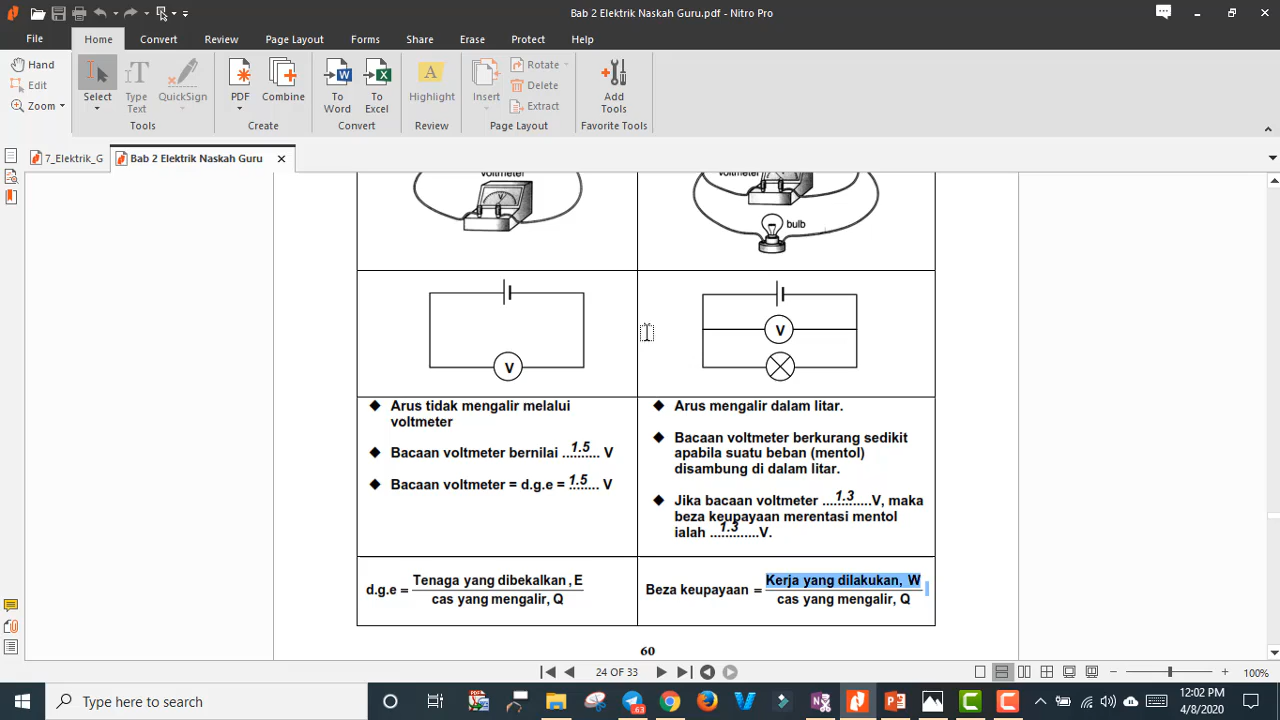 Bab 2 Elektrik Naskah Guru.pdf - Nitro Pro
File Home Convert Review Page Layout Forms Share Erase Protect Help
Hand
Edit
Zoom
Select
Type Text
QuickSign
PDF
Combine
To Word
To Excel
Highlight
Insert
Rotate
Delete
Extract
Add Tools
Tools Create Convert Review Page Layout Favorite Tools
7_Elektrik_G
Bab 2 Elektrik Naskah Guru
voltmeter
voltmeter
bulb
V
V
Arus tidak mengalir melalui
voltmeter
Bacaan voltmeter bernilai ..1.5.. V
Bacaan voltmeter = d.g.e = 1.5 V
Arus mengalir dalam litar.
Bacaan voltmeter berkurang sedikit
apabila suatu beban (mentol)
disambung di dalam litar.
Jika bacaan voltmeter ....1.3....V, maka
beza keupayaan merentasi mentol
ialah ...1.3...V.
d.g.e = Tenaga yang dibekalkan , E
cas yang mengalir, Q
Beza keupayaan = Kerja yang dilakukan, W
cas yang mengalir, Q
60
24 OF 33
100%
Type here to search
63
12:02 PM
4/8/2020